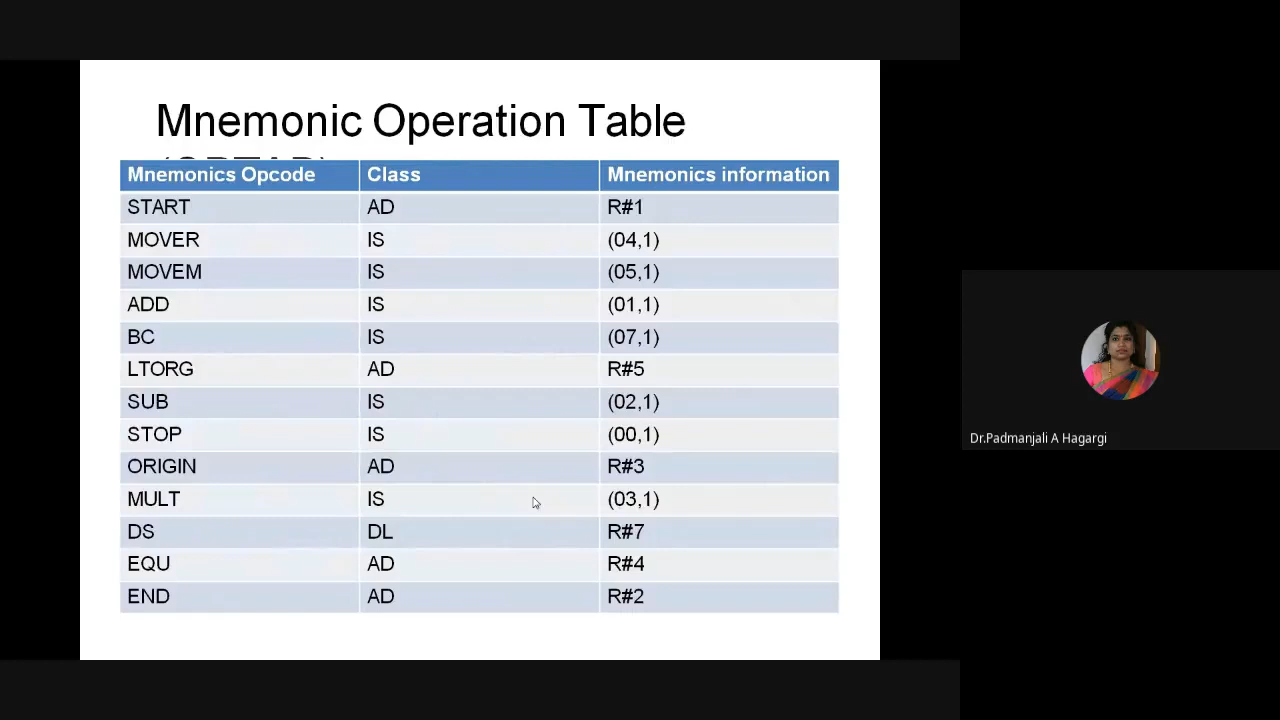 Mnemonic Operation Table
Mnemonics Opcode Class Mnemonics information
START AD R#1
MOVER IS (04,1)
MOVEM IS (05,1)
ADD IS (01,1)
BC IS (07,1)
LTORG AD R#5
SUB IS (02,1)
STOP IS (00,1)
ORIGIN AD R#3
MULT IS (03,1)
DS DL R#7
EQU AD R#4
END AD R#2
Dr.Padmanjali A Hagargi